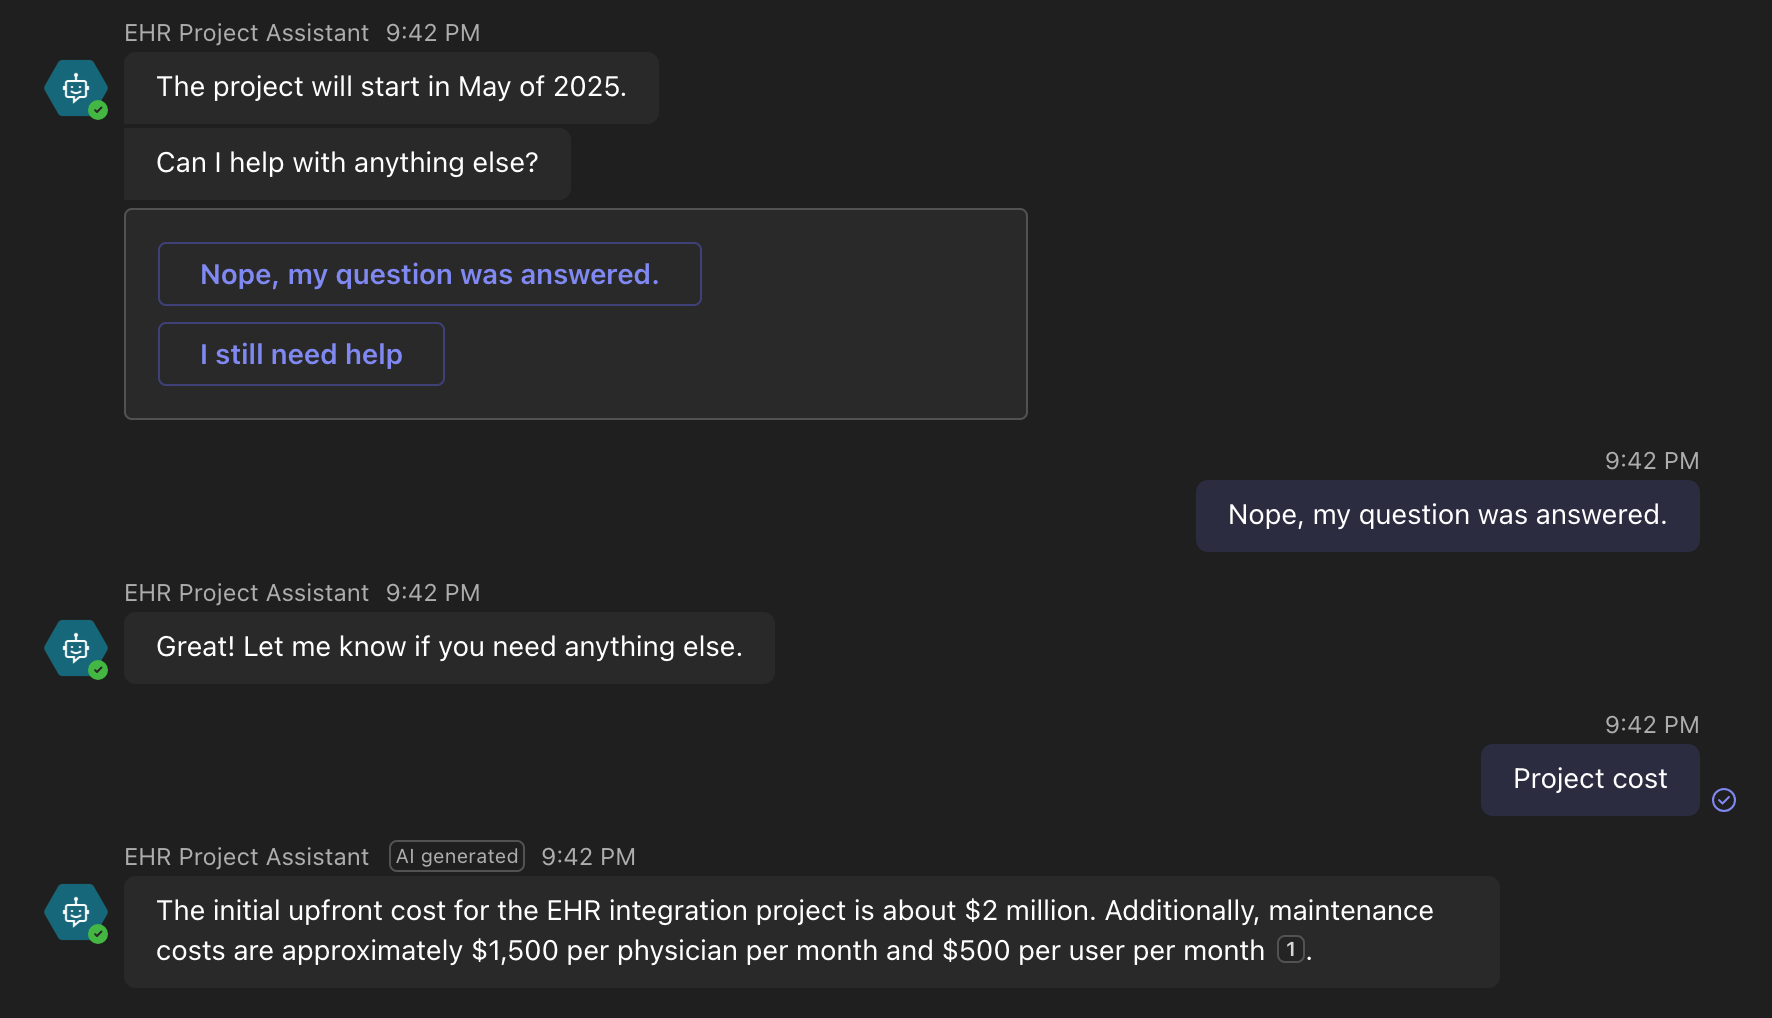 EHR Project Assistant 9:42 PM
The project will start in May of 2025.
Can I help with anything else?
Nope, my question was answered.
I still need help
9:42 PM
Nope, my question was answered.
EHR Project Assistant 9:42 PM
Great! Let me know if you need anything else.
9:42 PM
Project cost
EHR Project Assistant AI generated 9:42 PM
The initial upfront cost for the EHR integration project is about $2 million. Additionally, maintenance
costs are approximately $1,500 per physician per month and $500 per user per month 1.